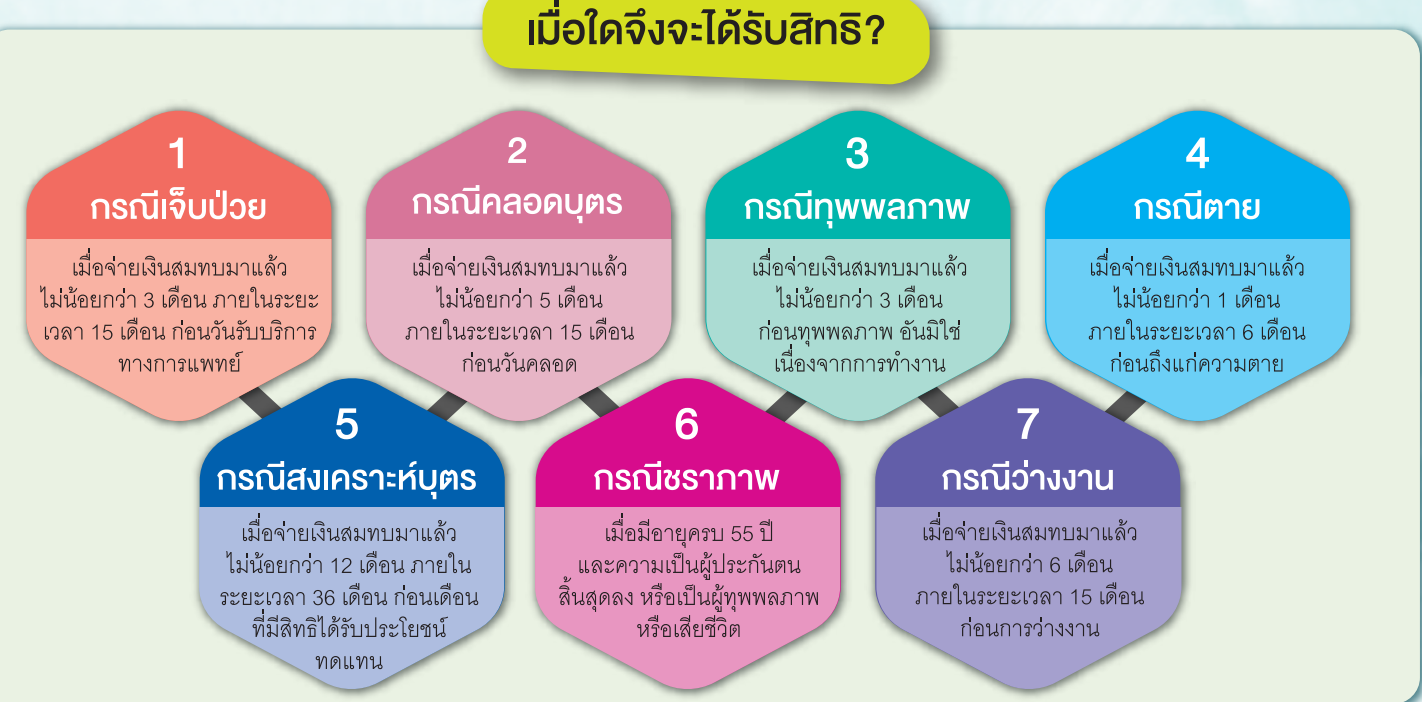 เมื่อใดจึงจะได้รับสิทธิ?
1
กรณีเจ็บป่วย
เมื่อจ่ายเงินสมทบมาแล้ว
ไม่น้อยกว่า 3 เดือน ภายในระยะ
เวลา 15 เดือน ก่อนวันรับบริการ
ทางการแพทย์
2
กรณีคลอดบุตร
เมื่อจ่ายเงินสมทบมาแล้ว
ไม่น้อยกว่า 5 เดือน
ภายในระยะเวลา 15 เดือน
ก่อนวันคลอด
3
กรณีทุพพลภาพ
เมื่อจ่ายเงินสมทบมาแล้ว
ไม่น้อยกว่า 3 เดือน
ก่อนทุพพลภาพ อันมิใช่
เนื่องจากการทำงาน
4
กรณีตาย
เมื่อจ่ายเงินสมทบมาแล้ว
ไม่น้อยกว่า 1 เดือน
ภายในระยะเวลา 6 เดือน
ก่อนถึงแก่ความตาย
5
กรณีสงเคราะห์บุตร
เมื่อจ่ายเงินสมทบมาแล้ว
ไม่น้อยกว่า 12 เดือน ภายใน
ระยะเวลา 36 เดือน ก่อนเดือน
ที่มีสิทธิได้รับประโยชน์
ทดแทน
6
กรณีชราภาพ
เมื่อมีอายุครบ 55 ปี
และความเป็นผู้ประกันตน
สิ้นสุดลง หรือเป็นผู้ทุพพลภาพ
หรือเสียชีวิต
7
กรณีว่างงาน
เมื่อจ่ายเงินสมทบมาแล้ว
ไม่น้อยกว่า 6 เดือน
ภายในระยะเวลา 15 เดือน
ก่อนการว่างงาน